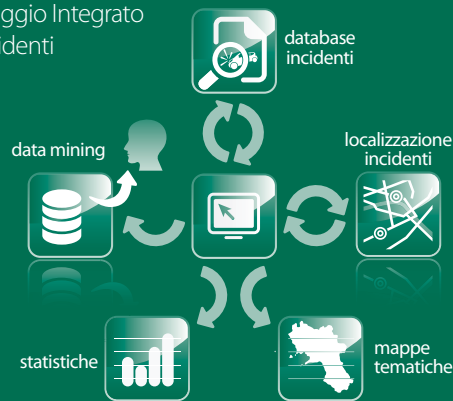 ggio Integrato
identi
database
incidenti
data mining
localizzazione
incidenti
statistiche
mappe
tematiche